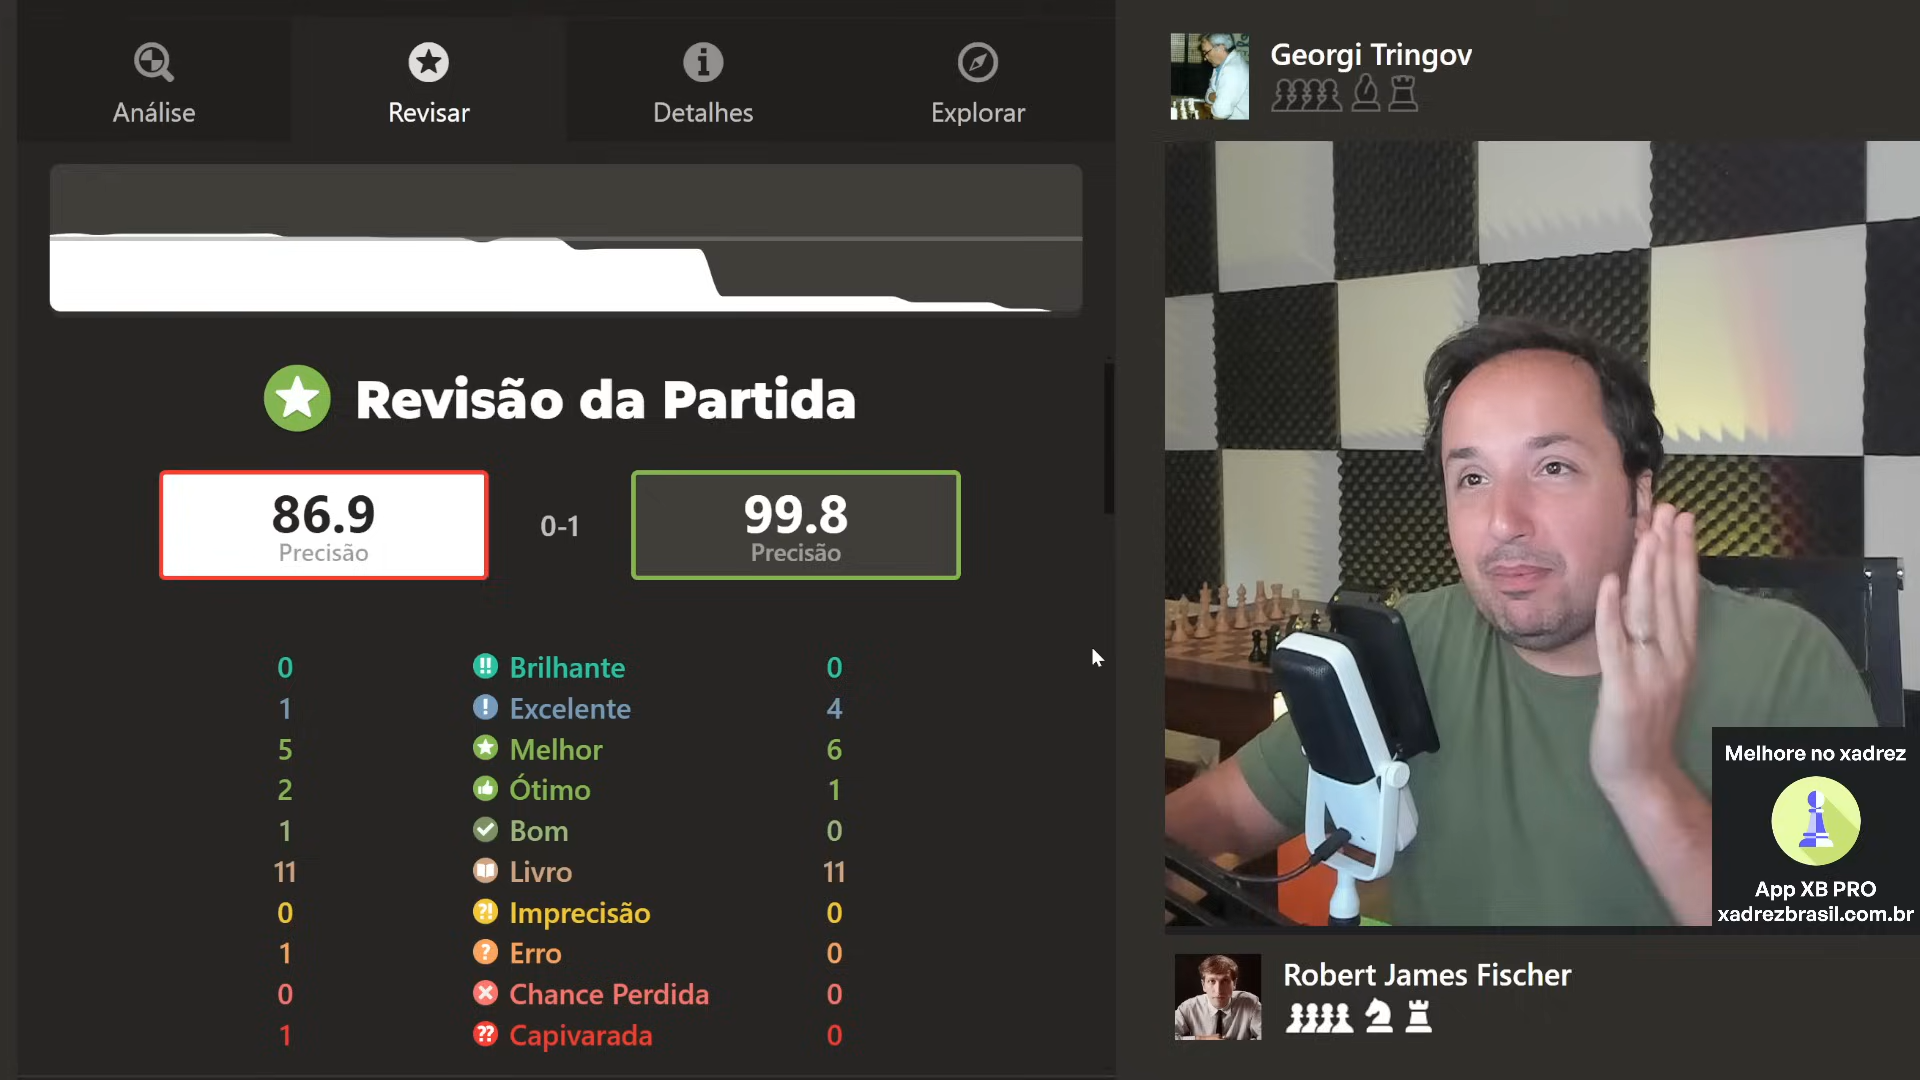 Análise
Revisar
Detalhes
Explorar
Revisão da Partida
86.9
Precisão
0-1
99.8
Precisão
0 Brilhante 0
1 Excelente 4
5 Melhor 6
2 Ótimo 1
1 Bom 0
11 Livro 11
0 Imprecisão 0
1 Erro 0
0 Chance Perdida 0
1 Capivarada 0
Georgi Tringov
Melhore no xadrez
App XB PRO
xadrezbrasil.com.br
Robert James Fischer